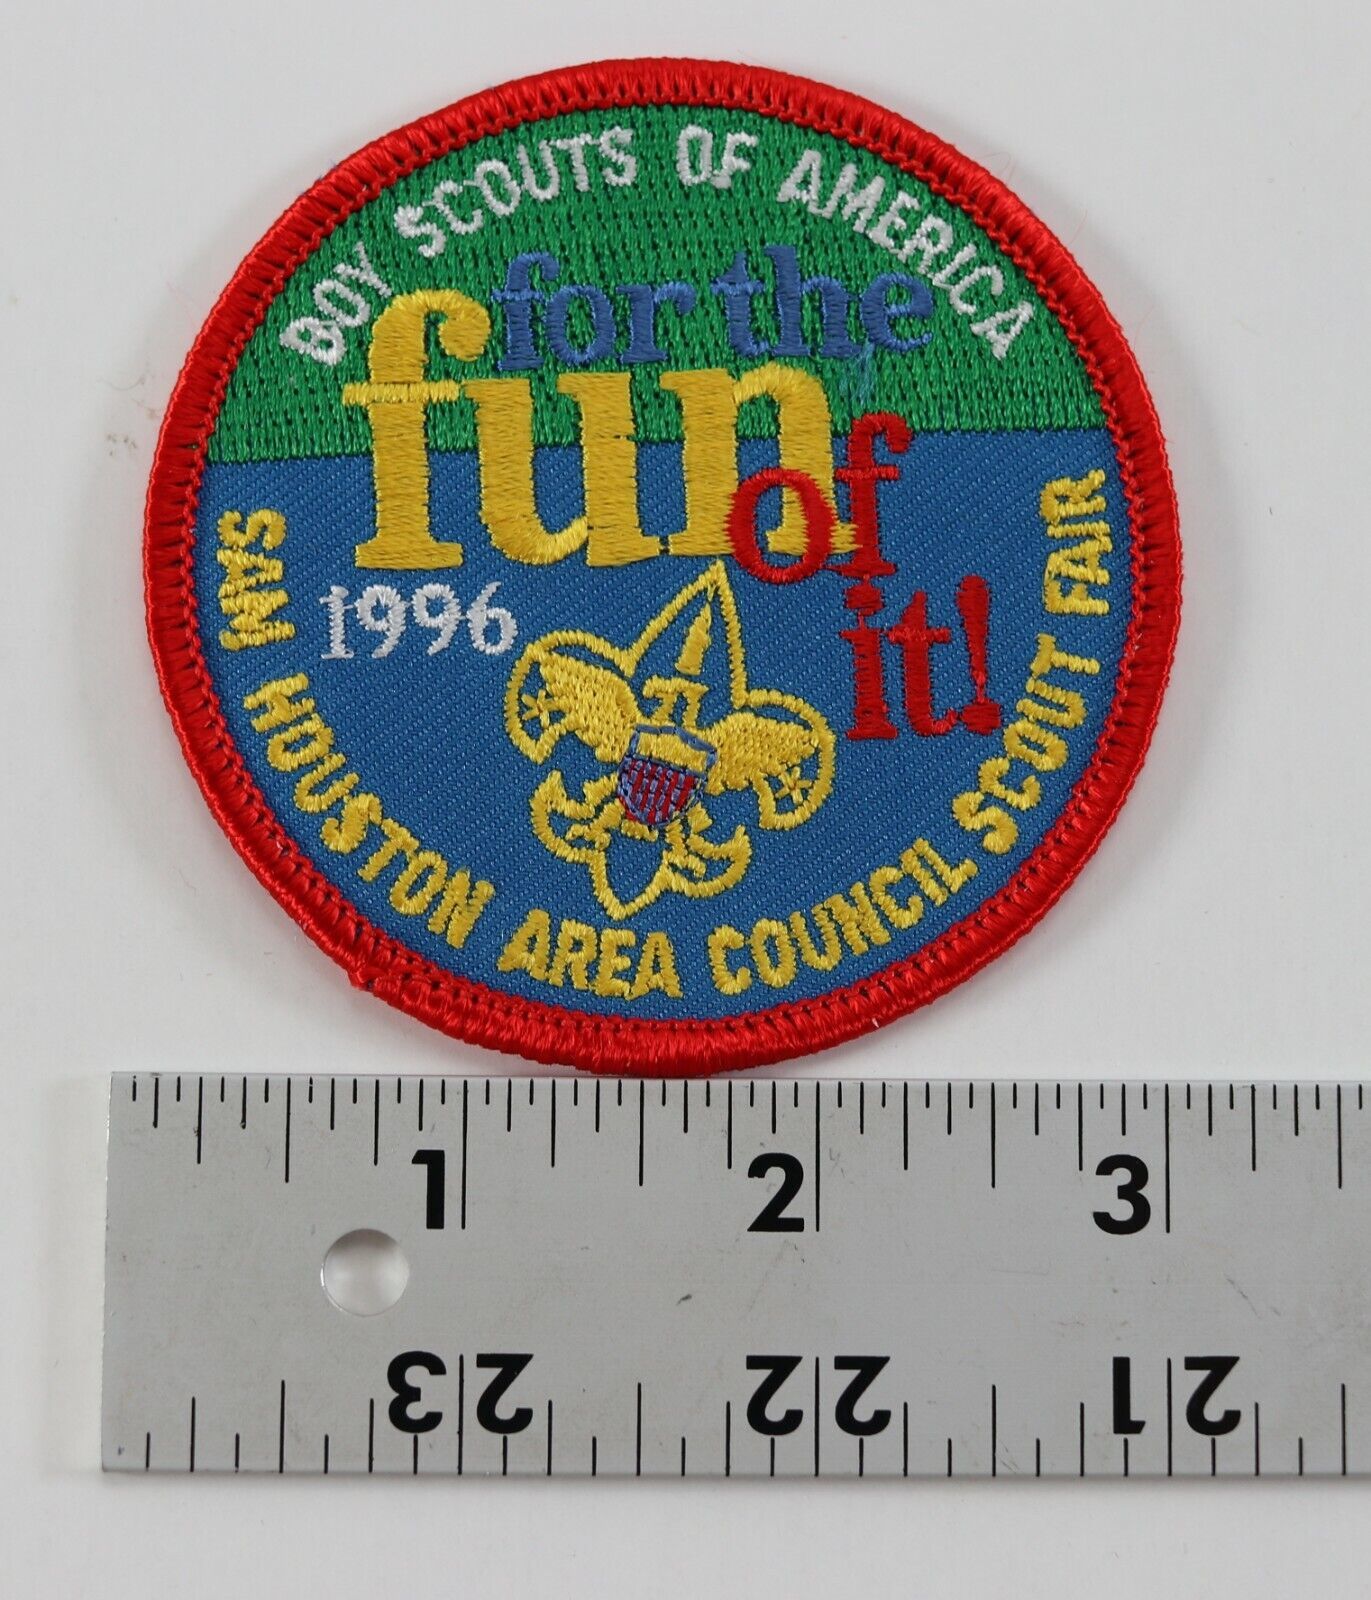 BOY SCOUTS OF AMERICA
for the
fun
of
it!
1996
SAM HOUSTON AREA COUNCIL SCOUT FAIR
1 2 3
23 22 21